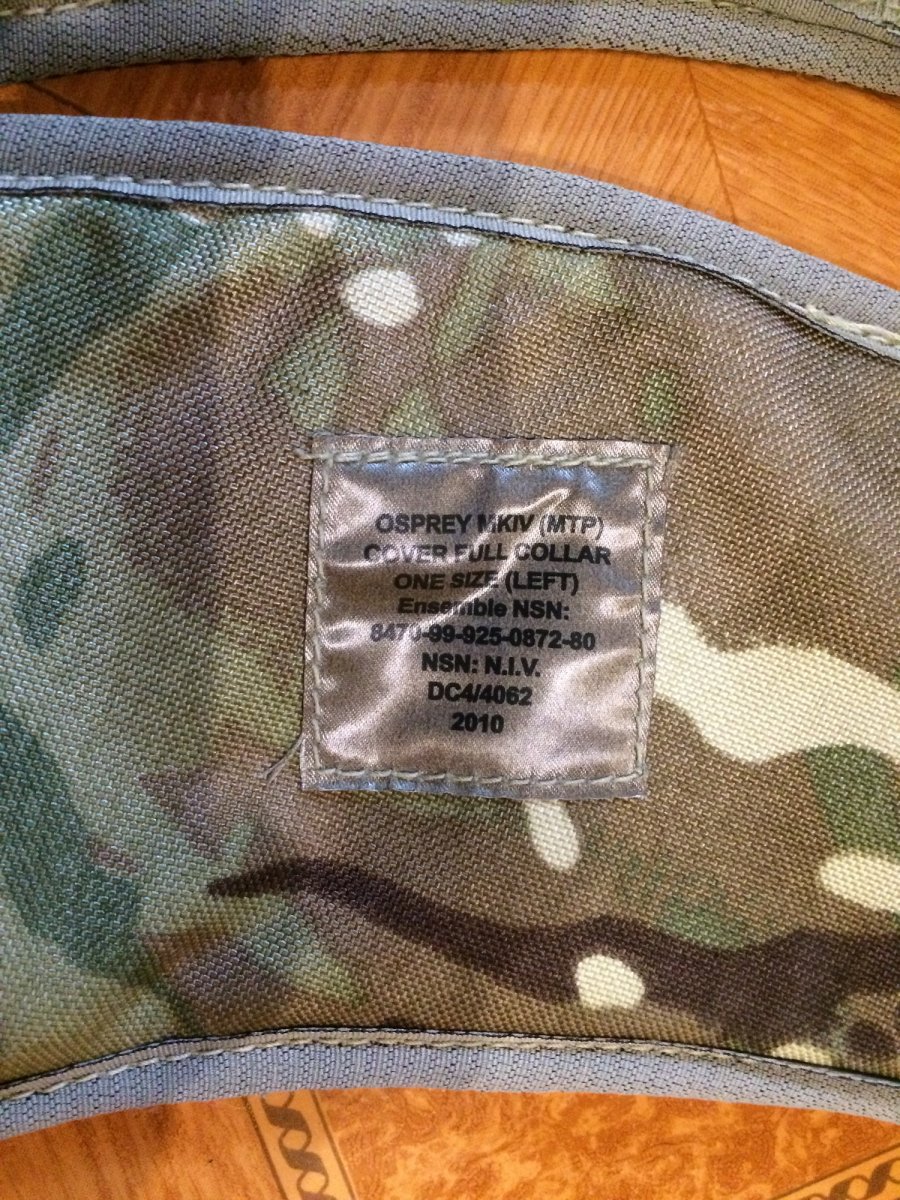 OSPREY MKIV (MTP)
COVER FULL COLLAR
ONE SIZE (LEFT)
Ensemble NSN:
8470-99-925-0872-80
NSN: N.I.V.
DC4/4062
2010